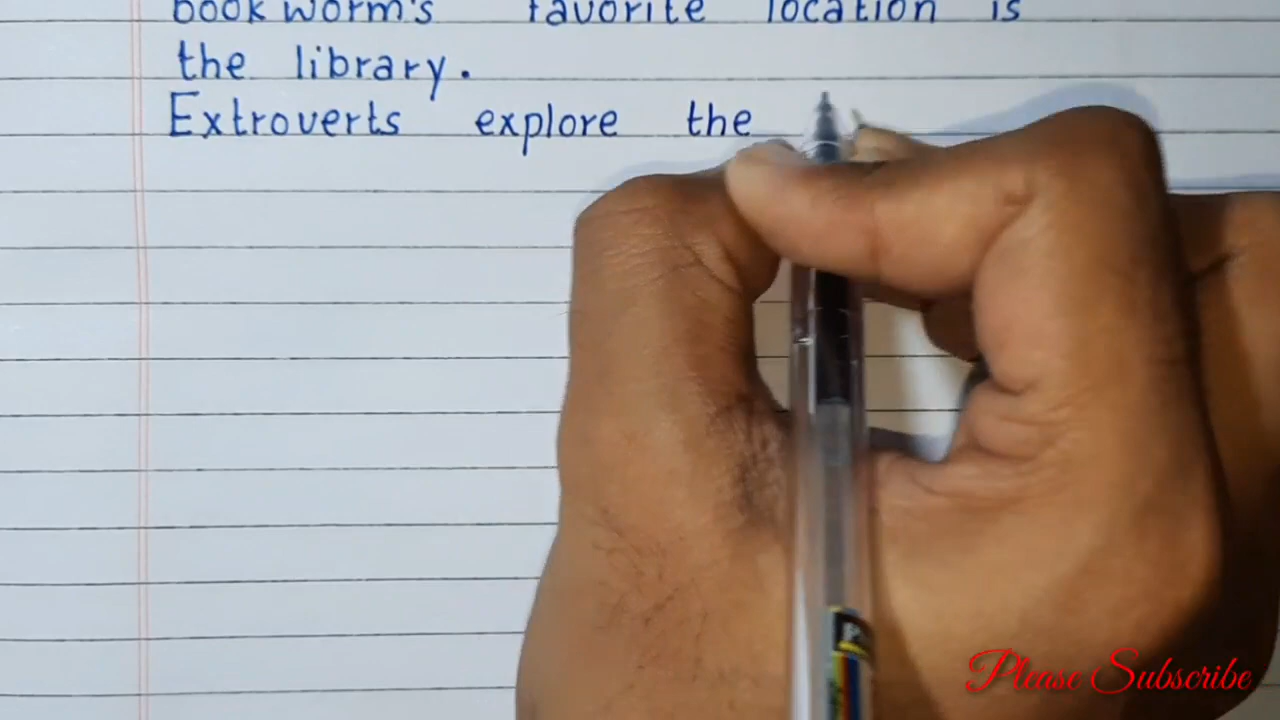 bookworm's favorite location is
the library.
Extroverts explore the
Please Subscribe